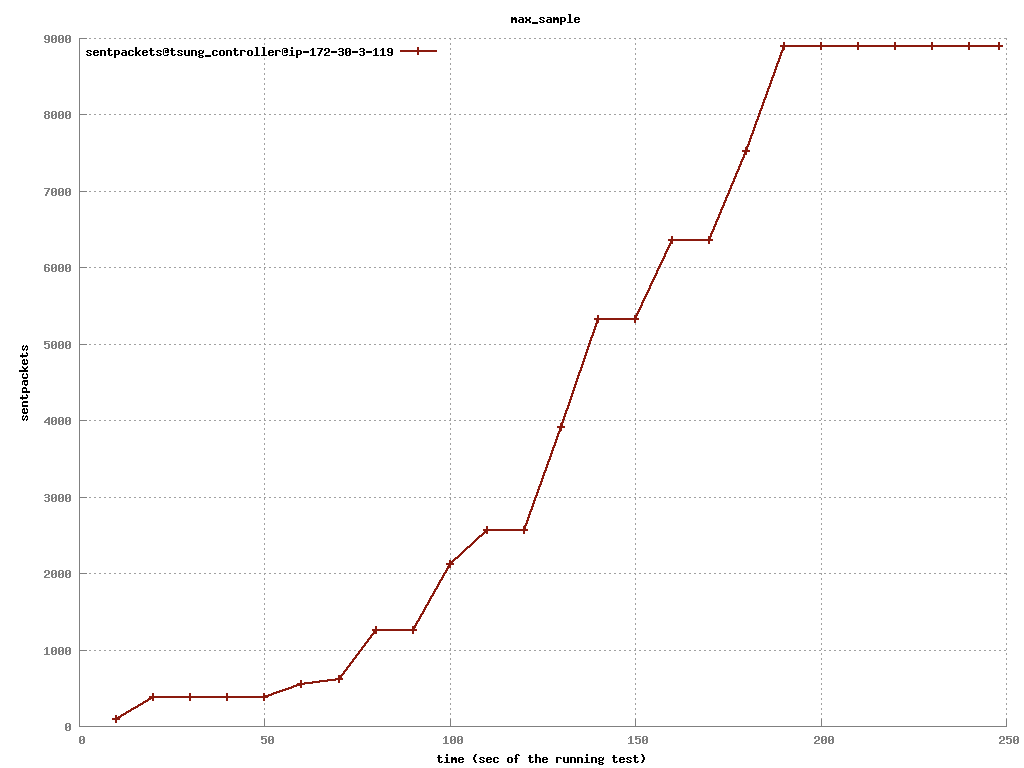 max_sample
sentpackets@tsung_controller@ip-172-30-3-119
9000
8000
7000
6000
5000
4000
3000
2000
1000
0
sentpackets
0 50 100 150 200 250
time (sec of the running test)